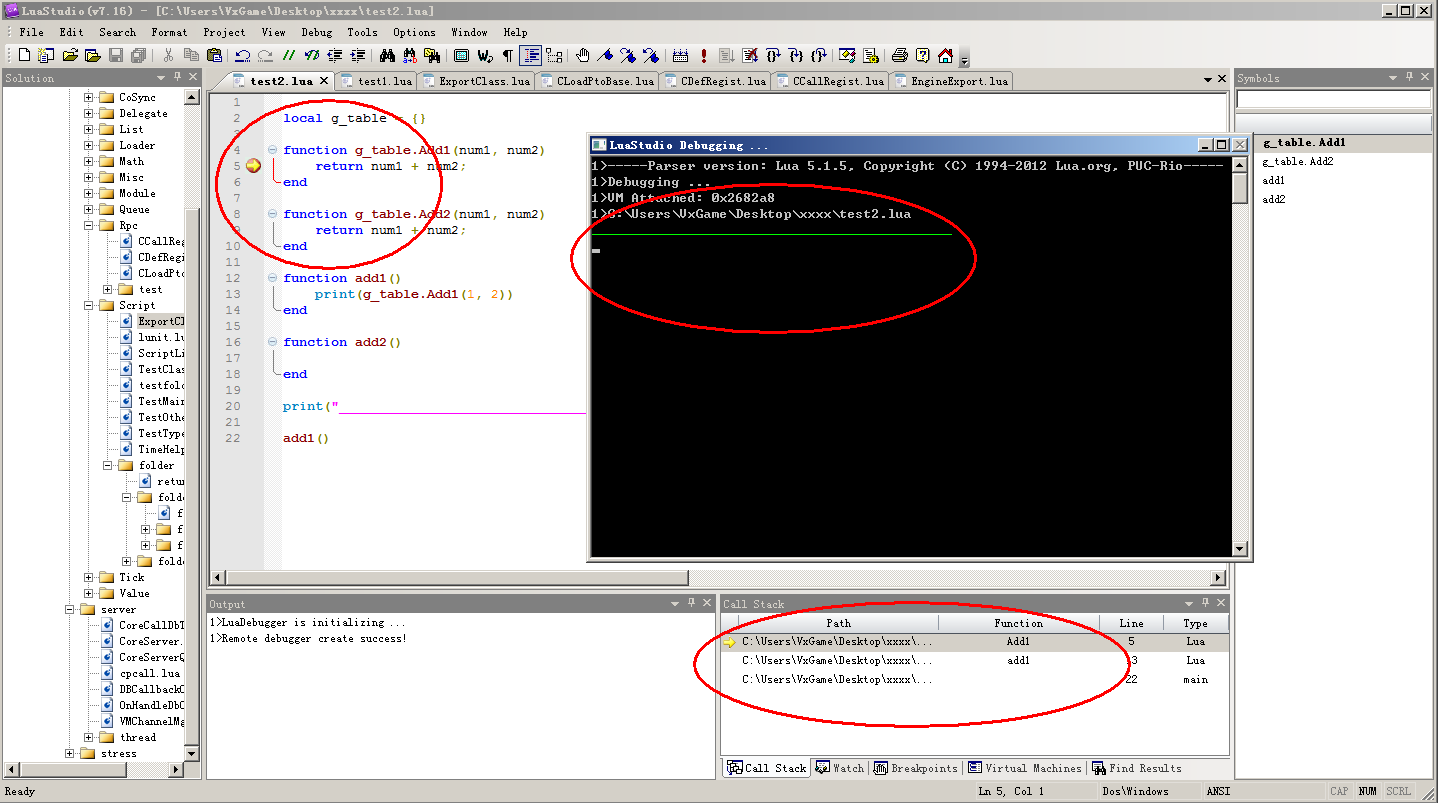 LuaStudio(v7.16) - [C:\Users\VxGame\Desktop\xxxx\test2.lua]
File Edit Search Format Project View Debug Tools Options Window Help
Solution
CoSync
Delegate
List
Loader
Math
Misc
Module
Queue
Rpc
CCallRe
CDefRegi
CLoadPto
test
Script
ExportCl
lunit.lu
ScriptLi
TestClas
testfolo
TestMain
TestOthe
TestType
TimeHelp
folder
retu
folde
f
f
f
folde
Tick
Value
server
CoreCallDbT
CoreServer.
CoreServerQ
cpcall.lua
DBCallbackC
OnHandleDbC
VMChannelMg
thread
stress
test2.lua test1.lua ExportClass.lua CLoadPtoBase.lua CDefRegist.lua CCallRegist.lua EngineExport.lua
1
2 local g_table = {}
3
4 function g_table.Add1(num1, num2)
5 return num1 + num2;
6 end
7
8 function g_table.Add2(num1, num2)
9 return num1 + num2;
10 end
11
12 function add1()
13 print(g_table.Add1(1, 2))
14 end
15
16 function add2()
17
18 end
19
20 print("______________________________
21
22 add1()
LuaStudio Debugging ...
1>-----Parser version: Lua 5.1.5, Copyright (C) 1994-2012 Lua.org, PUC-Rio-----
1>Debugging ...
1>VM Attached: 0x2682a8
1>C:\Users\VxGame\Desktop\xxxx\test2.lua
Symbols
g_table.Add1
g_table.Add2
add1
add2
Output
1>LuaDebugger is initializing ...
1>Remote debugger create success!
Call Stack
Path Function Line Type
C:\Users\VxGame\Desktop\xxxx\... Add1 5 Lua
C:\Users\VxGame\Desktop\xxxx\... add1 3 Lua
C:\Users\VxGame\Desktop\xxxx\... 22 main
Call Stack Watch Breakpoints Virtual Machines Find Results
Ready Ln 5, Col 1 Dos\Windows ANSI CAP NUM SCRL